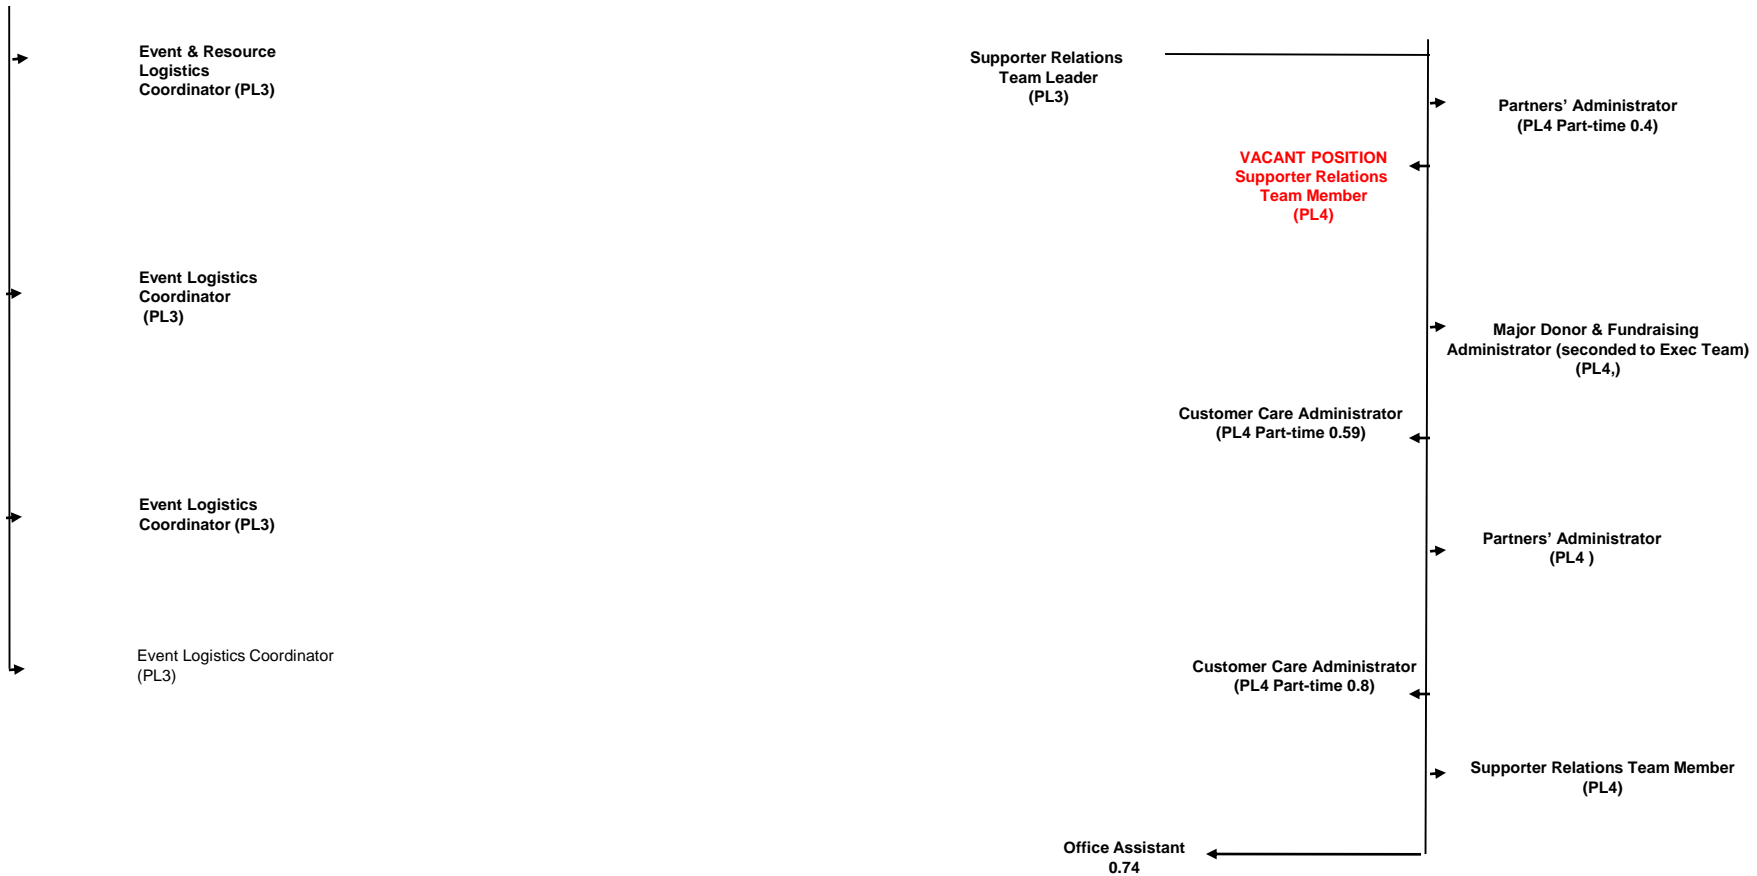 Event & Resource
Logistics
Coordinator (PL3)
Event Logistics
Coordinator
(PL3)
Event Logistics
Coordinator (PL3)
Event Logistics Coordinator
(PL3)
Supporter Relations
Team Leader
(PL3)
Partners’ Administrator
(PL4 Part-time 0.4)
VACANT POSITION
Supporter Relations
Team Member
(PL4)
Major Donor & Fundraising
Administrator (seconded to Exec Team)
(PL4,)
Customer Care Administrator
(PL4 Part-time 0.59)
Partners’ Administrator
(PL4 )
Customer Care Administrator
(PL4 Part-time 0.8)
Supporter Relations Team Member
(PL4)
Office Assistant
0.74